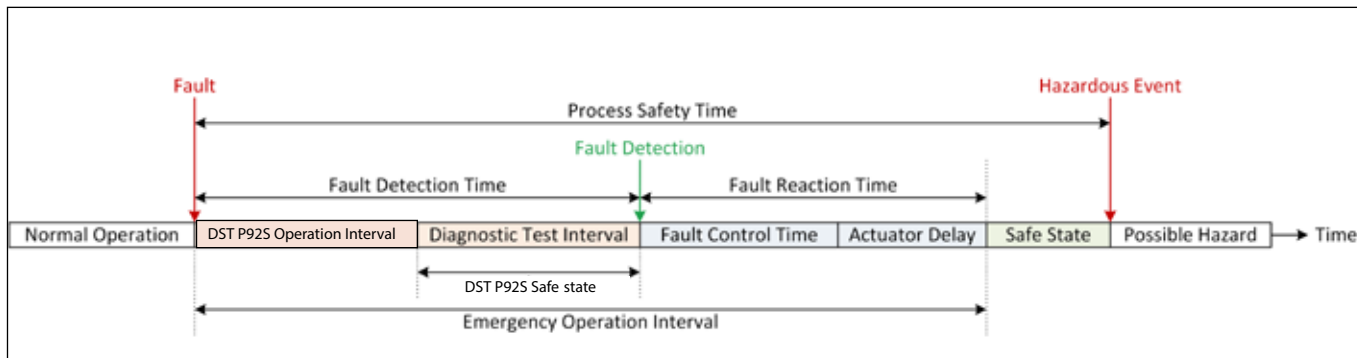 Fault
Hazardous Event
Process Safety Time
Fault Detection
Fault Detection Time
Fault Reaction Time
Normal Operation
DST P92S Operation Interval
Diagnostic Test Interval
Fault Control Time
Actuator Delay
Safe State
Possible Hazard
Time
DST P92S Safe state
Emergency Operation Interval